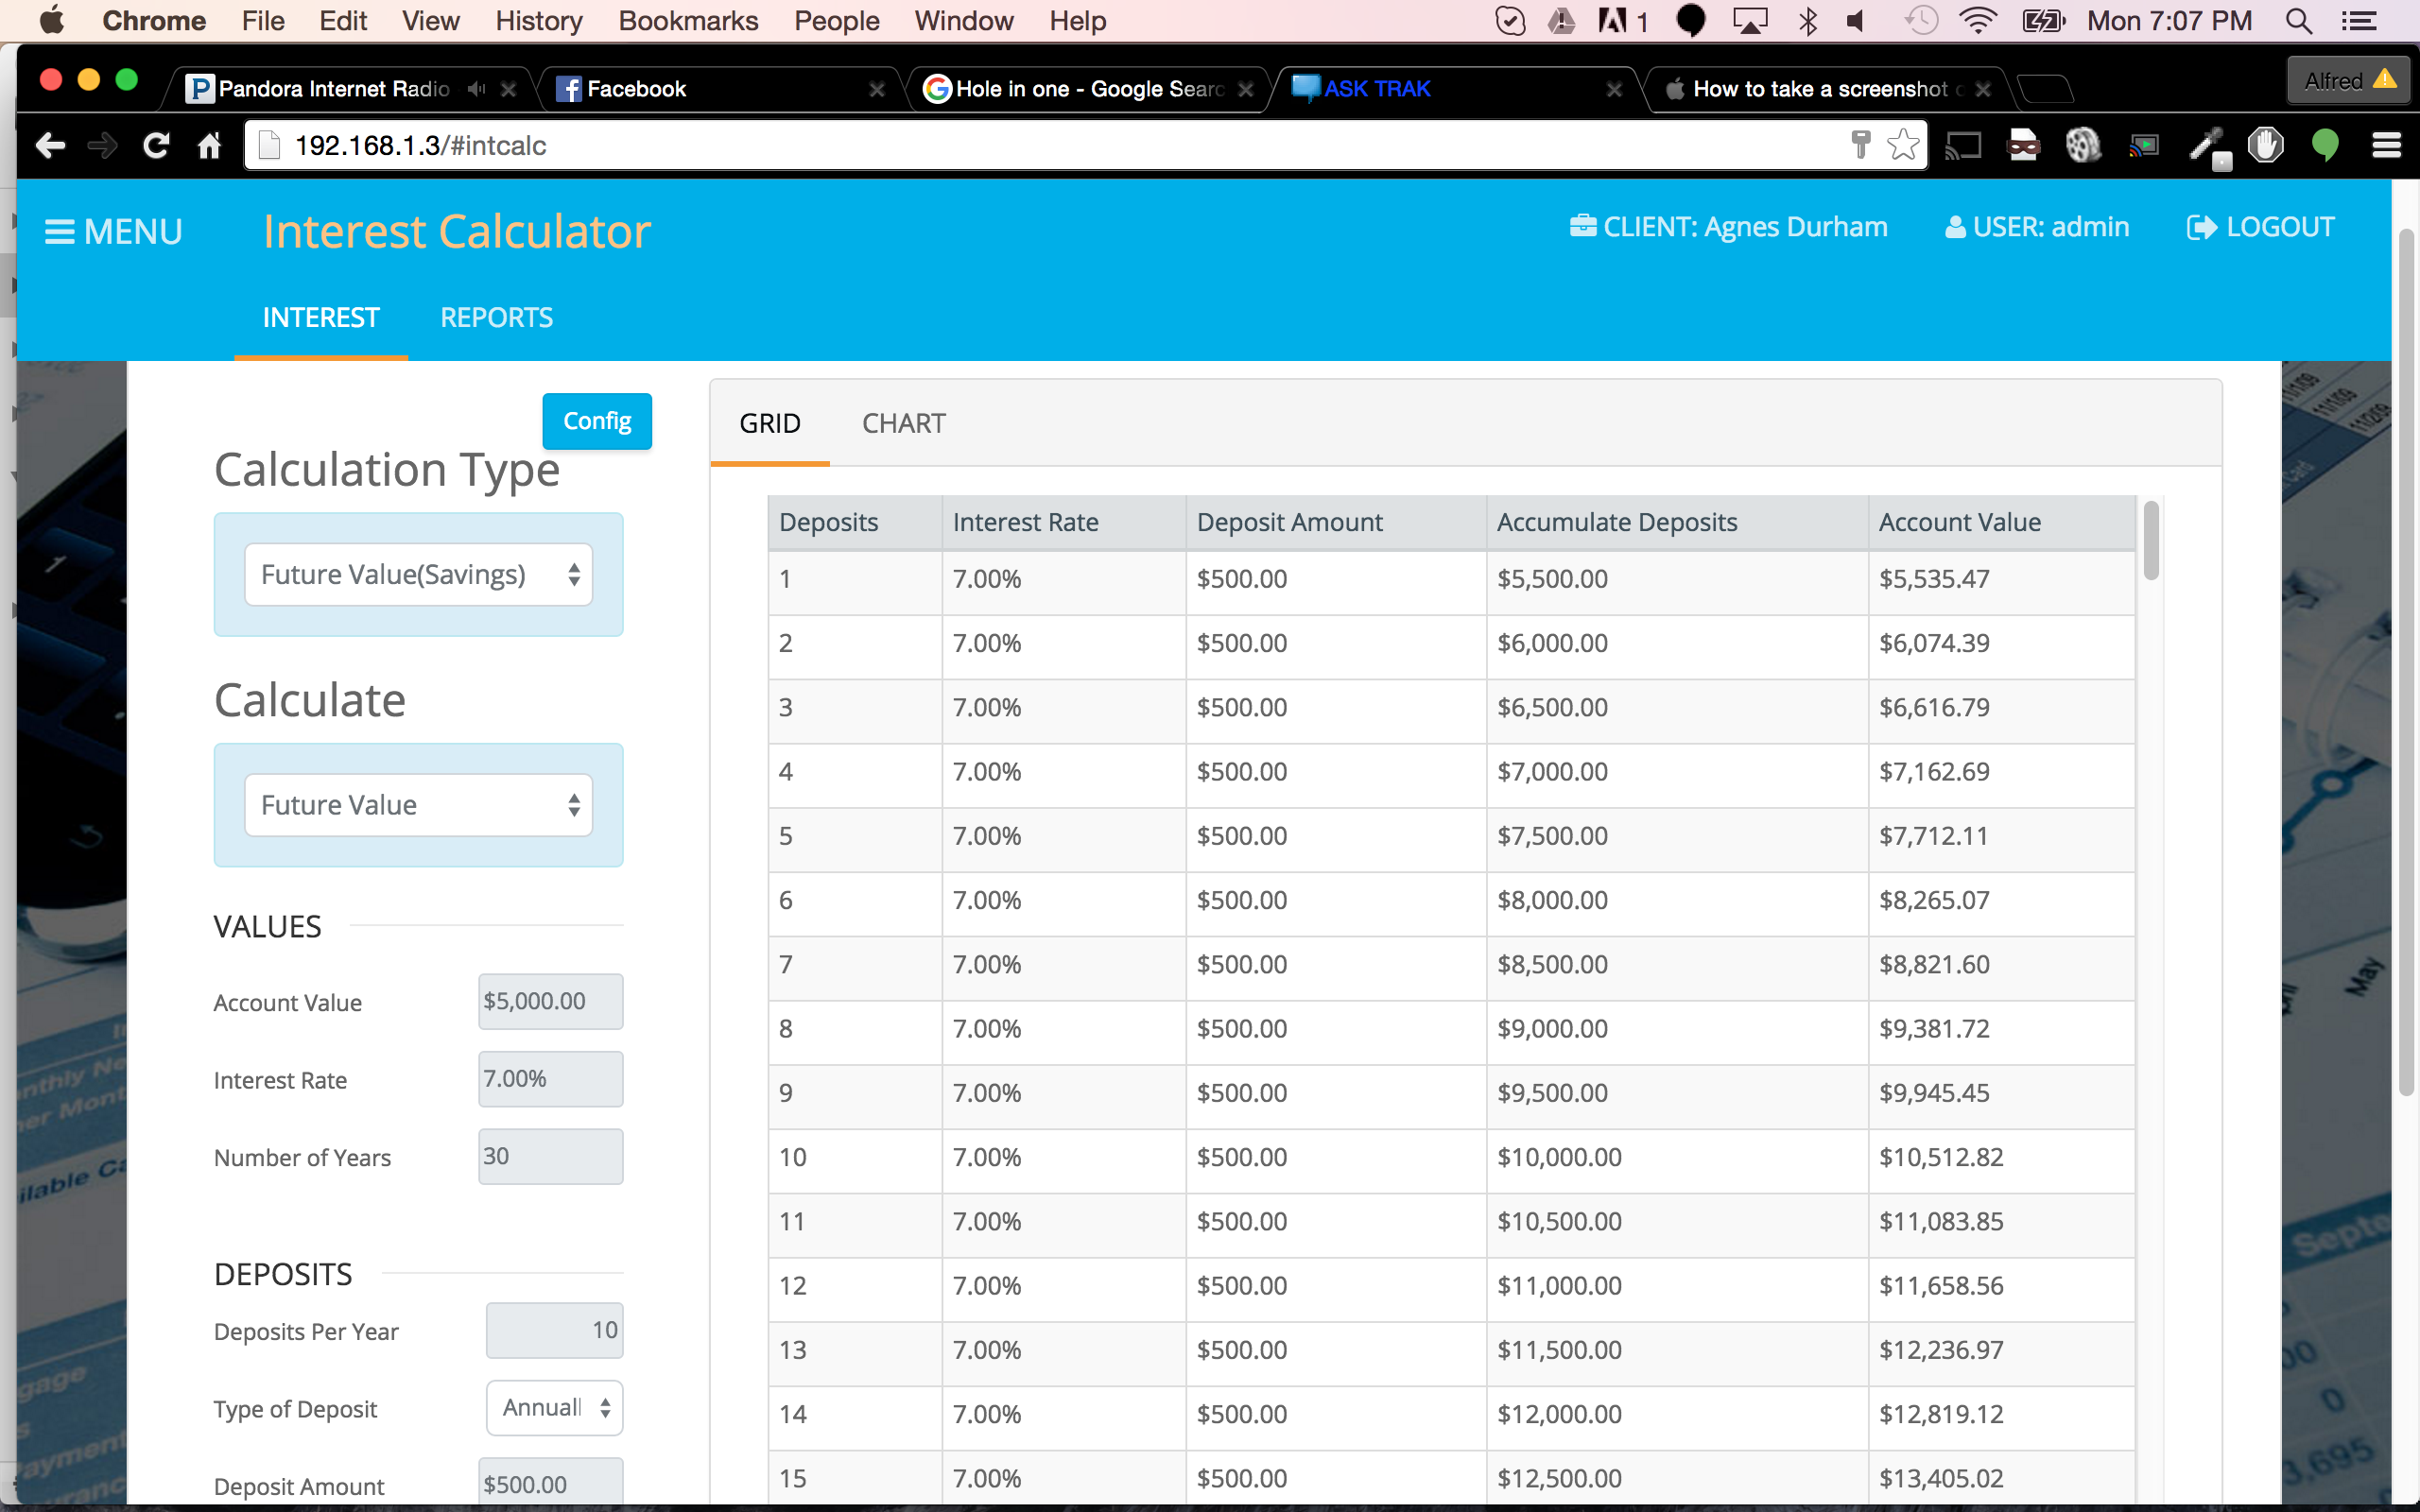 Chrome File Edit View History Bookmarks People Window Help 1 Mon 7:07 PM
Pandora Internet Radio Facebook Hole in one - Google Searc ASK TRAK How to take a screenshot Alfred
192.168.1.3/#intcalc
MENU Interest Calculator CLIENT: Agnes Durham USER: admin LOGOUT
INTEREST REPORTS
Config
Calculation Type
Future Value(Savings)
Calculate
Future Value
VALUES
Account Value $5,000.00
Interest Rate 7.00%
Number of Years 30
DEPOSITS
Deposits Per Year 10
Type of Deposit Annuall
Deposit Amount $500.00
GRID CHART
Deposits Interest Rate Deposit Amount Accumulate Deposits Account Value
1 7.00% $500.00 $5,500.00 $5,535.47
2 7.00% $500.00 $6,000.00 $6,074.39
3 7.00% $500.00 $6,500.00 $6,616.79
4 7.00% $500.00 $7,000.00 $7,162.69
5 7.00% $500.00 $7,500.00 $7,712.11
6 7.00% $500.00 $8,000.00 $8,265.07
7 7.00% $500.00 $8,500.00 $8,821.60
8 7.00% $500.00 $9,000.00 $9,381.72
9 7.00% $500.00 $9,500.00 $9,945.45
10 7.00% $500.00 $10,000.00 $10,512.82
11 7.00% $500.00 $10,500.00 $11,083.85
12 7.00% $500.00 $11,000.00 $11,658.56
13 7.00% $500.00 $11,500.00 $12,236.97
14 7.00% $500.00 $12,000.00 $12,819.12
15 7.00% $500.00 $12,500.00 $13,405.02
11/1/09
May
Septe
3,695